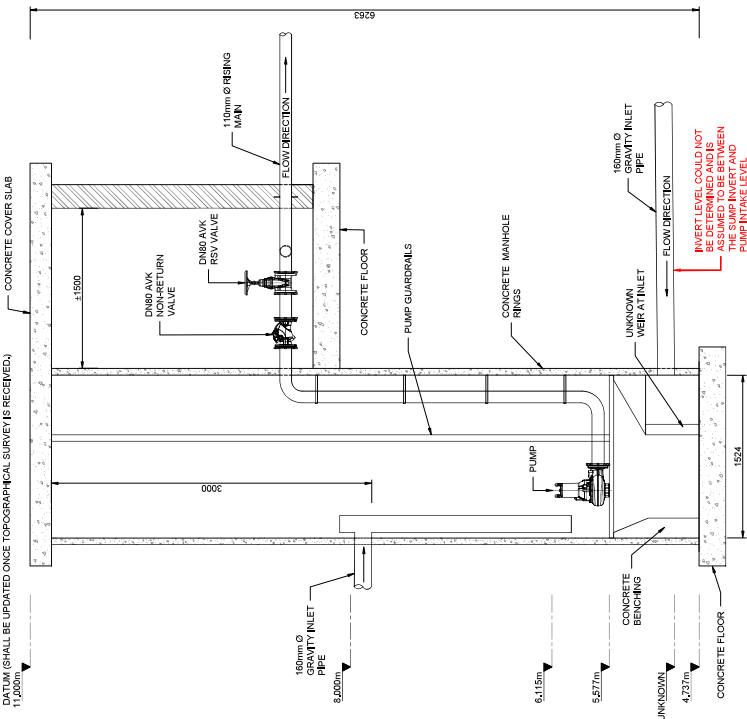 DATUM (SHALL BE UPDATED ONCE TOPOGRAPHICAL SURVEY IS RECEIVED.)
11,000m
CONCRETE COVER SLAB
6263
110mm Ø RISING
MAIN
FLOW DIRECTION
±1500
DN80 AVK
RSV VALVE
DN80 AVK
NON-RETURN
VALVE
CONCRETE FLOOR
PUMP GUARDRAILS
3000
160mm Ø
GRAVITY INLET
PIPE
8,000m
CONCRETE MANHOLE
RINGS
PUMP
6,115m
5,577m
160mm Ø
GRAVITY INLET
PIPE
FLOW DIRECTION
UNKNOWN
WEIR AT INLET
INVERT LEVEL COULD NOT
BE DETERMINED AND IS
ASSUMED TO BE BETWEEN
THE SUMP INVERT AND
PUMP INTAKE LEVEL
CONCRETE
BENCHING
1524
UNKNOWN
4,737m
CONCRETE FLOOR